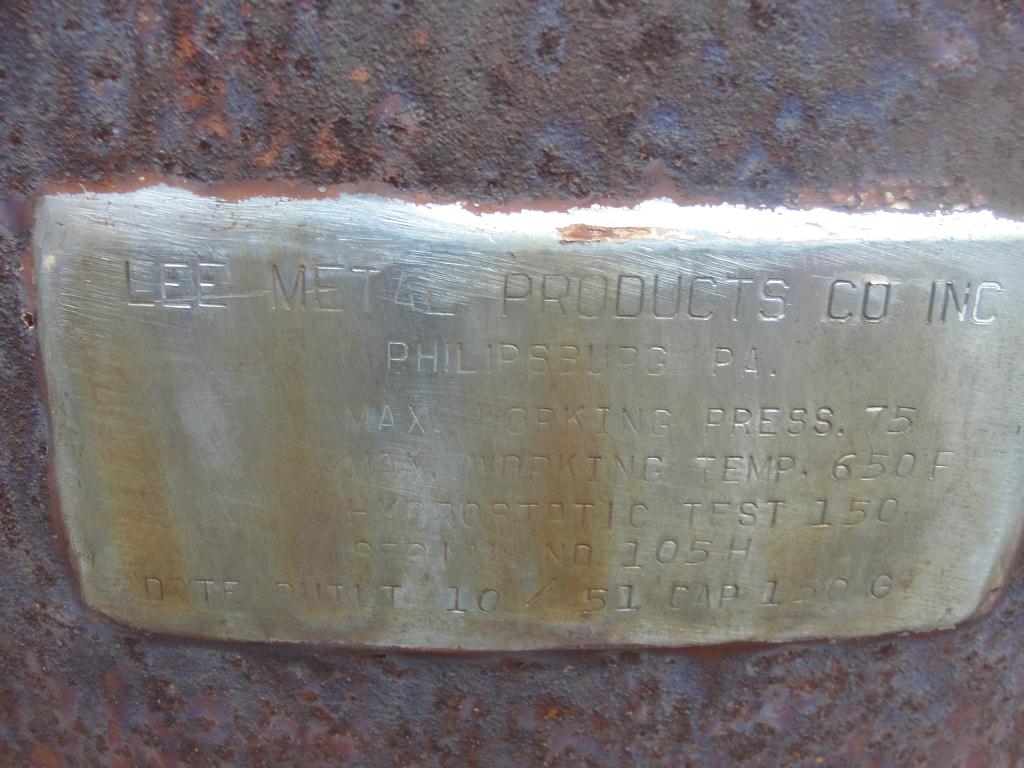 LEE METAL PRODUCTS CO INC
PHILIPSBURG PA.
MAX. WORKING PRESS. 75
MAX. WORKING TEMP. 650 F
HYDROSTATIC TEST 150
SERIAL NO. 105H
DATE BUILT 10 / 51 CAP G